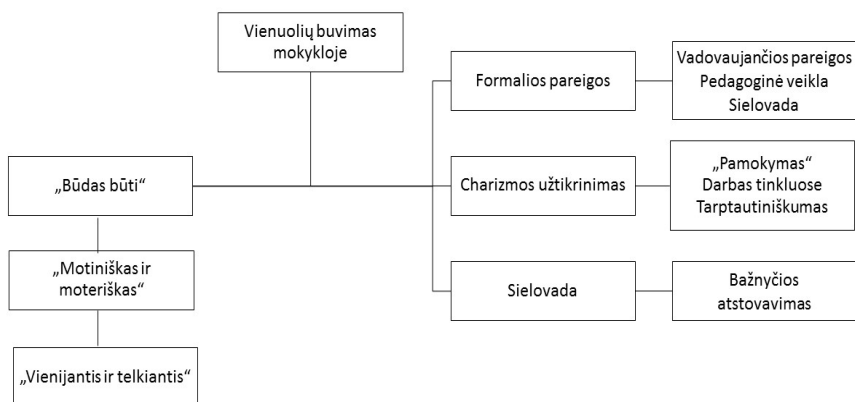 Vienuolių buvimas
mokykloje
Formalios pareigos
Vadovaujančios pareigos
Pedagoginė veikla
Sielovada
„Būdas būti“
Charizmos užtikrinimas
„Pamokymas“
Darbas tinkluose
Tarptautiniškumas
„Motiniškas ir
moteriškas“
Sielovada
Bažnyčios
atstovavimas
„Vienijantis ir telkiantis“